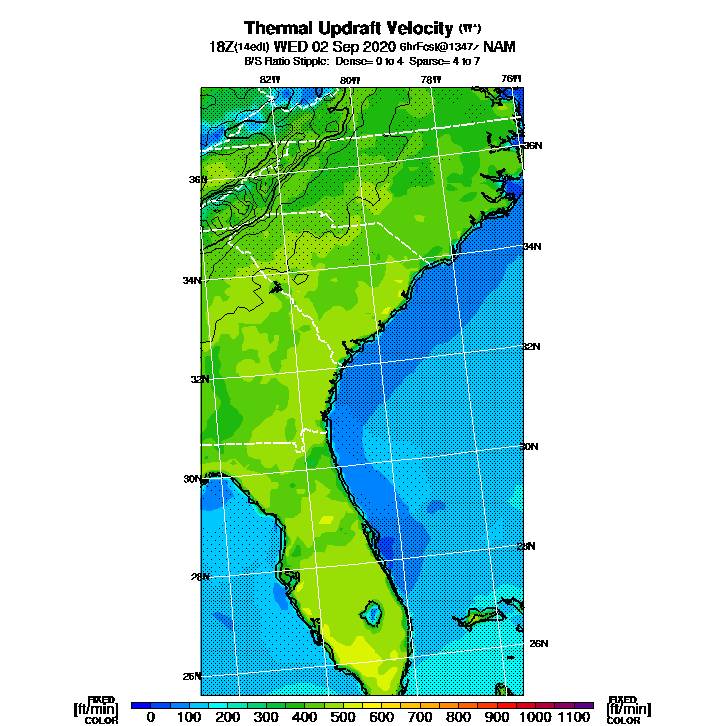 Thermal Updraft Velocity (W*)
18Z(14edt) WED 02 Sep 2020 6hrFcst@1347z NAM
B/S Ratio Stipple: Dense= 0 to 4 Sparse= 4 to 7
82W 80W 78W 76W
36N
36N
34N
34N
32N
32N
30N
30N
28N
28N
26N
26N
FIXED FIXED
[ft/min] 0 100 200 300 400 500 600 700 800 900 1000 1100 [ft/min]
COLOR COLOR